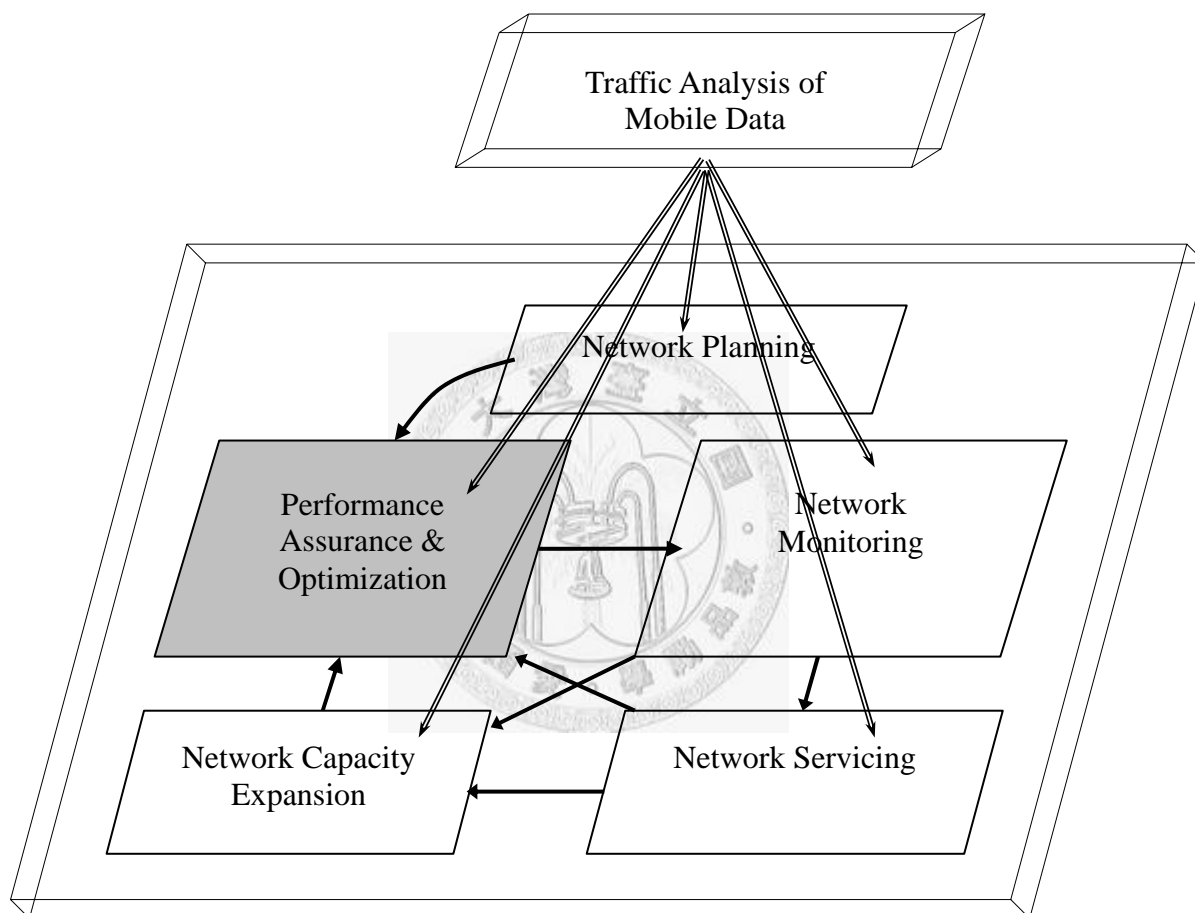 Traffic Analysis of
Mobile Data
Network Planning
Performance
Assurance &
Optimization
Network
Monitoring
Network Capacity
Expansion
Network Servicing